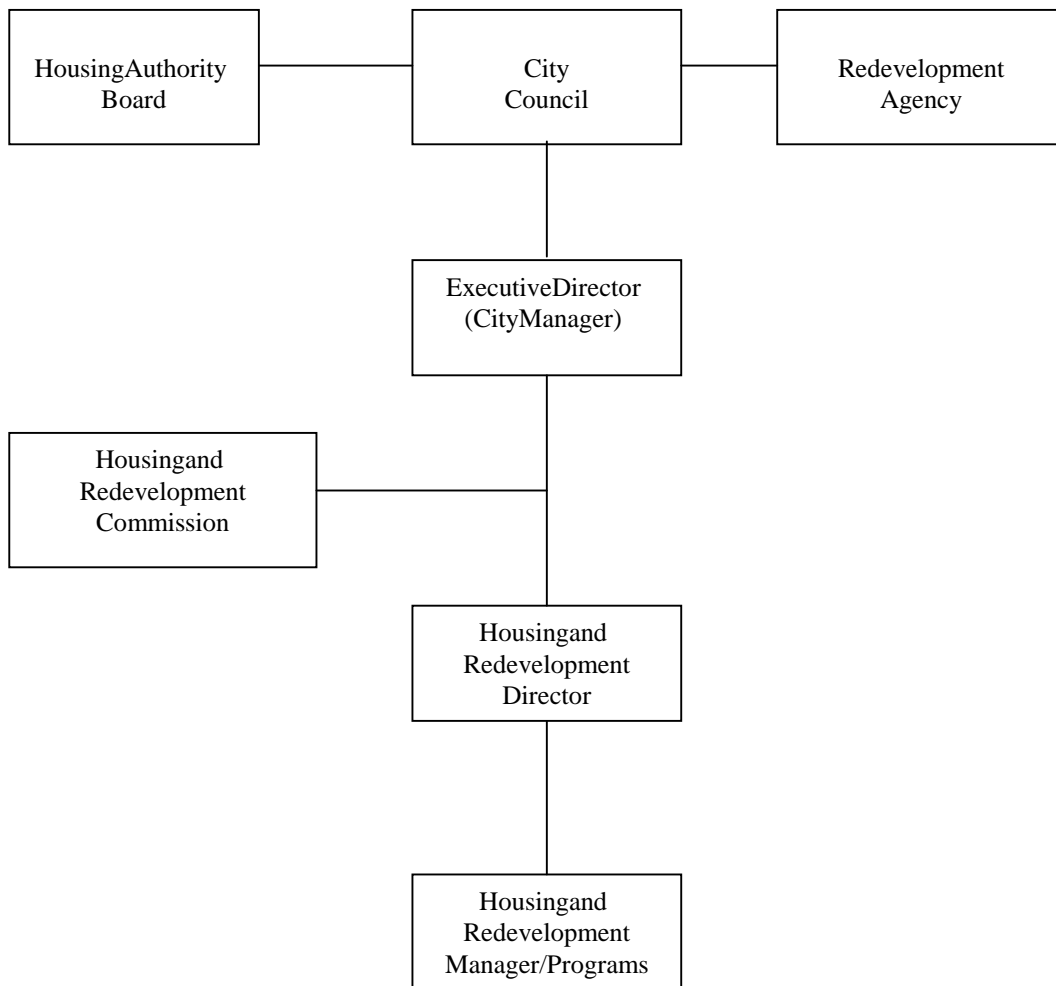 HousingAuthority
Board
City
Council
Redevelopment
Agency
ExecutiveDirector
(CityManager)
Housingand
Redevelopment
Commission
Housingand
Redevelopment
Director
Housingand
Redevelopment
Manager/Programs